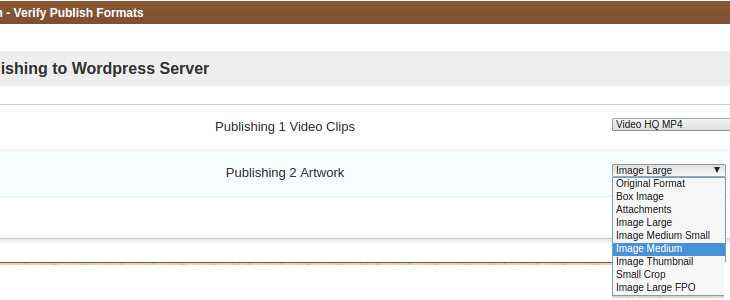 - Verify Publish Formats
ishing to Wordpress Server
Publishing 1 Video Clips
Video HQ MP4
Publishing 2 Artwork
Image Large
Original Format
Box Image
Attachments
Image Large
Image Medium Small
Image Medium
Image Thumbnail
Small Crop
Image Large FPO